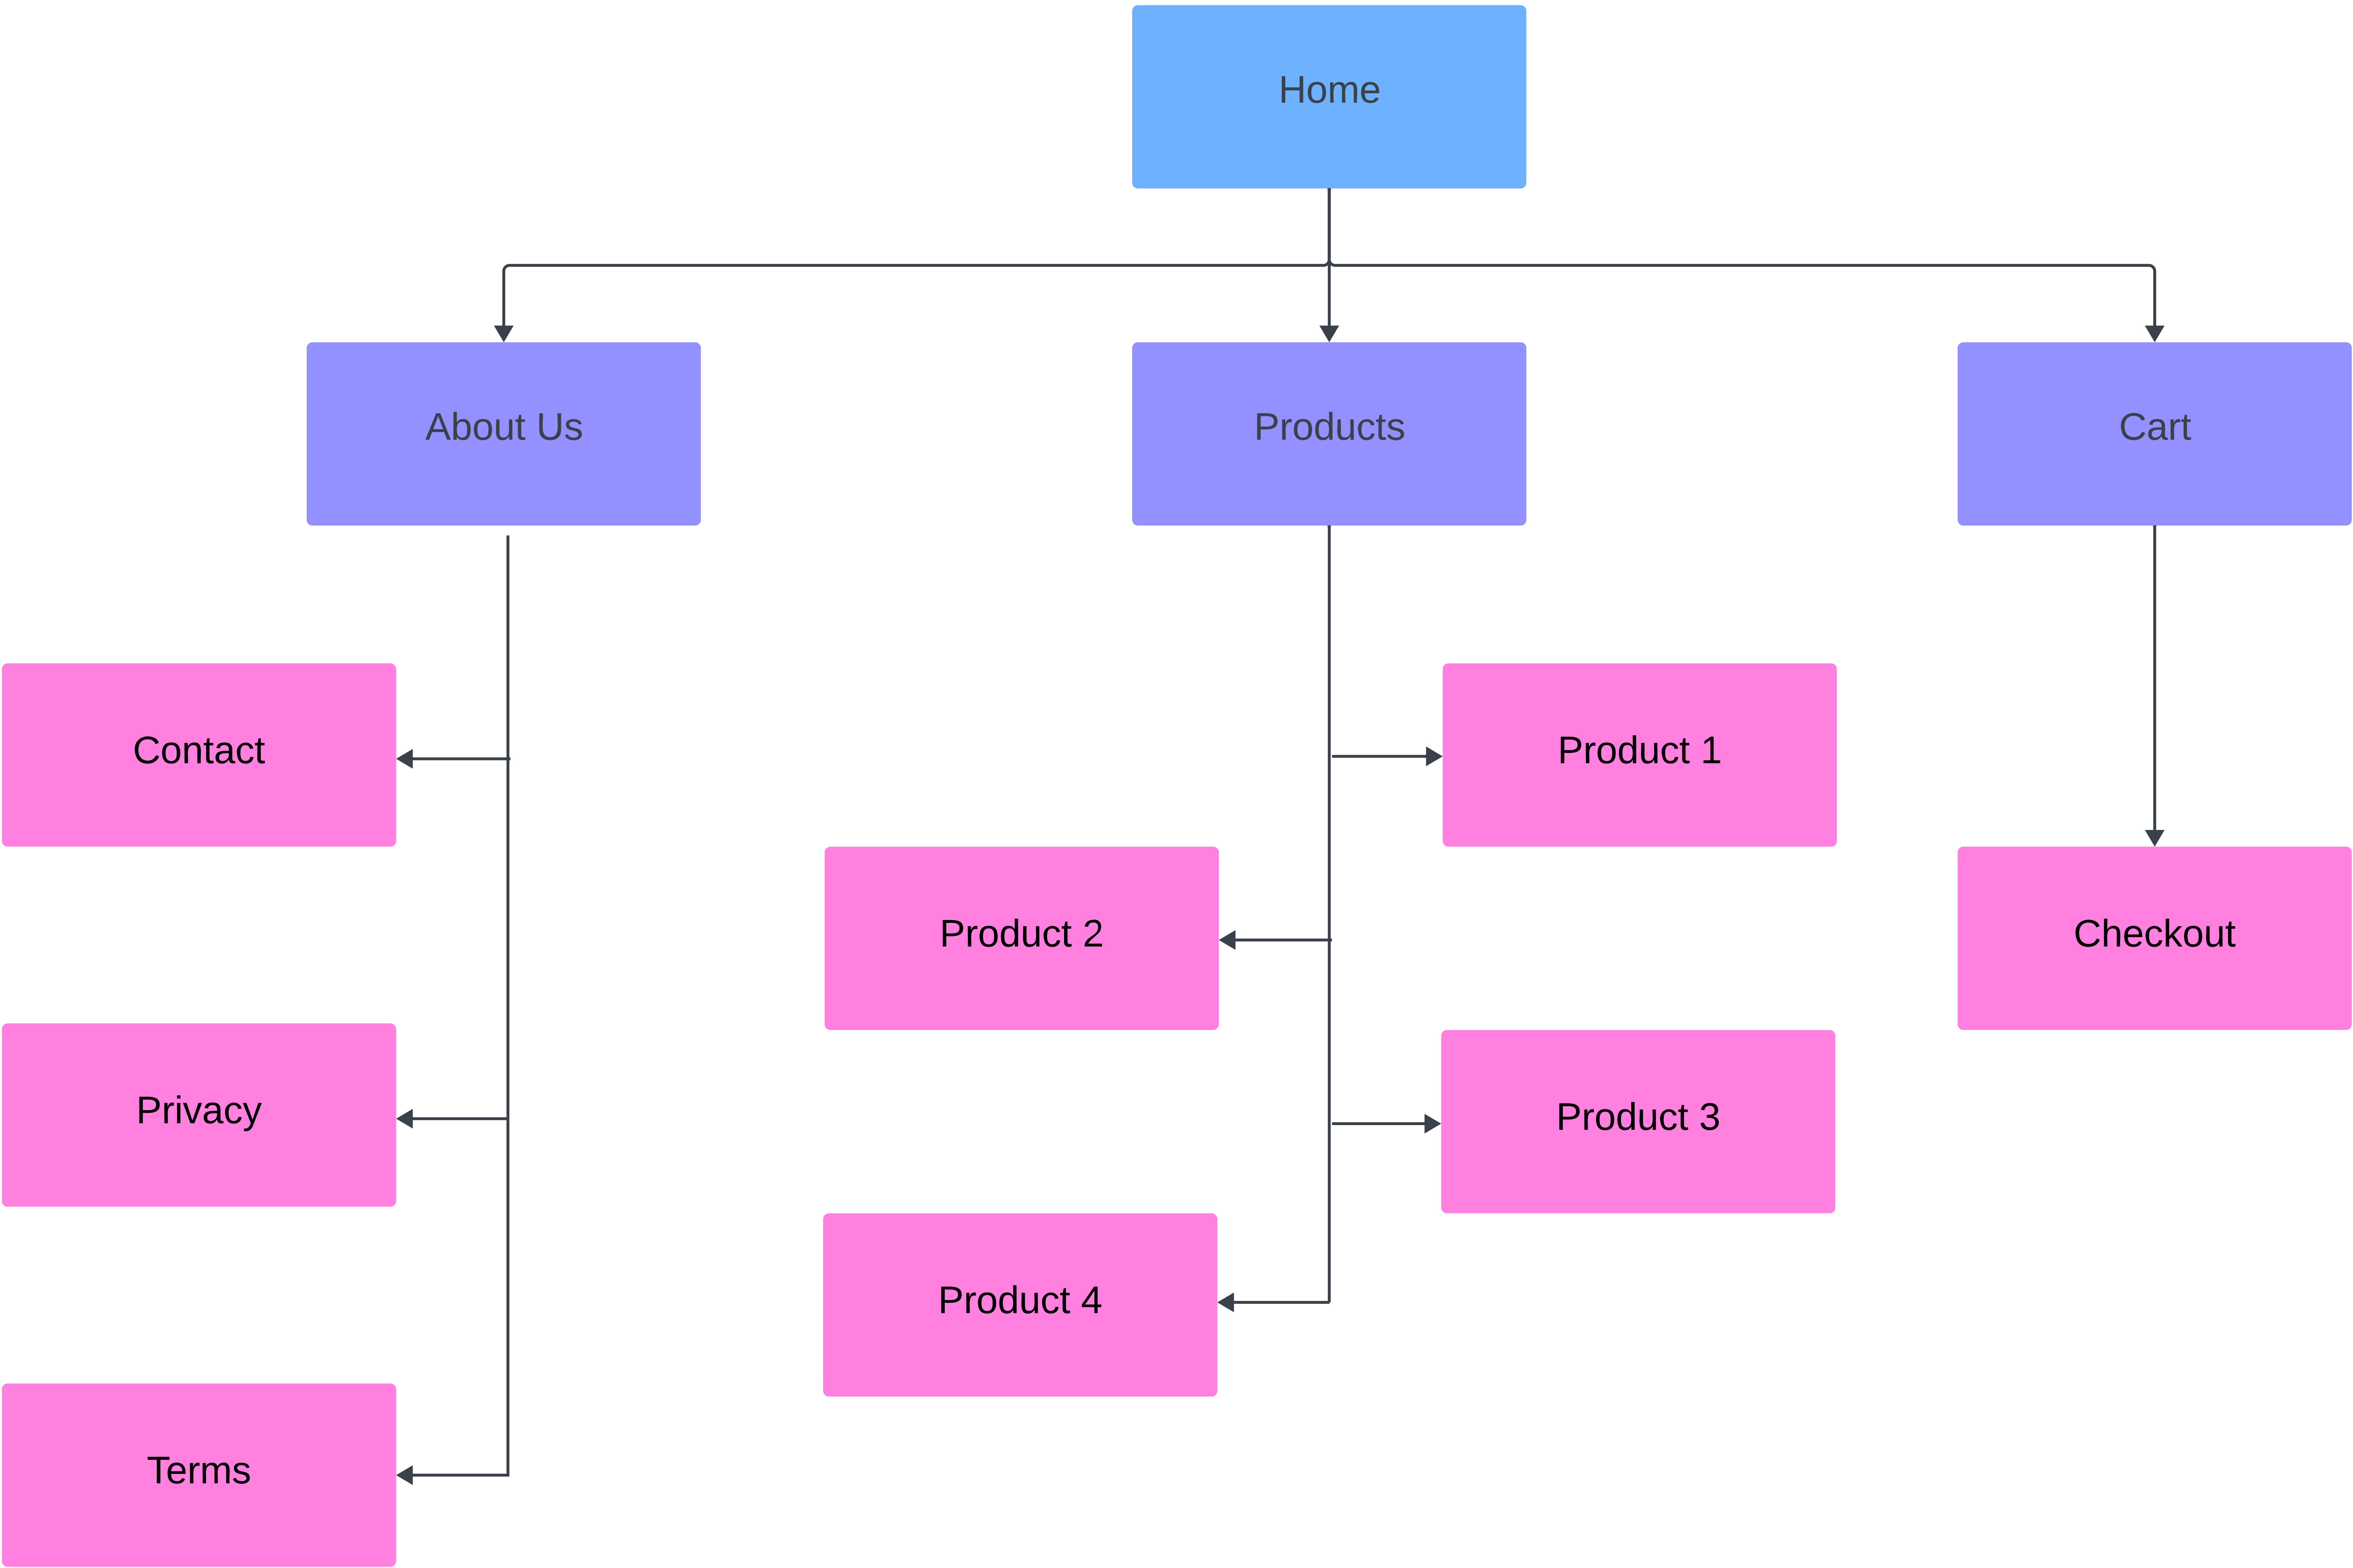 Home
About Us
Products
Cart
Contact
Product 1
Product 2
Checkout
Privacy
Product 3
Product 4
Terms